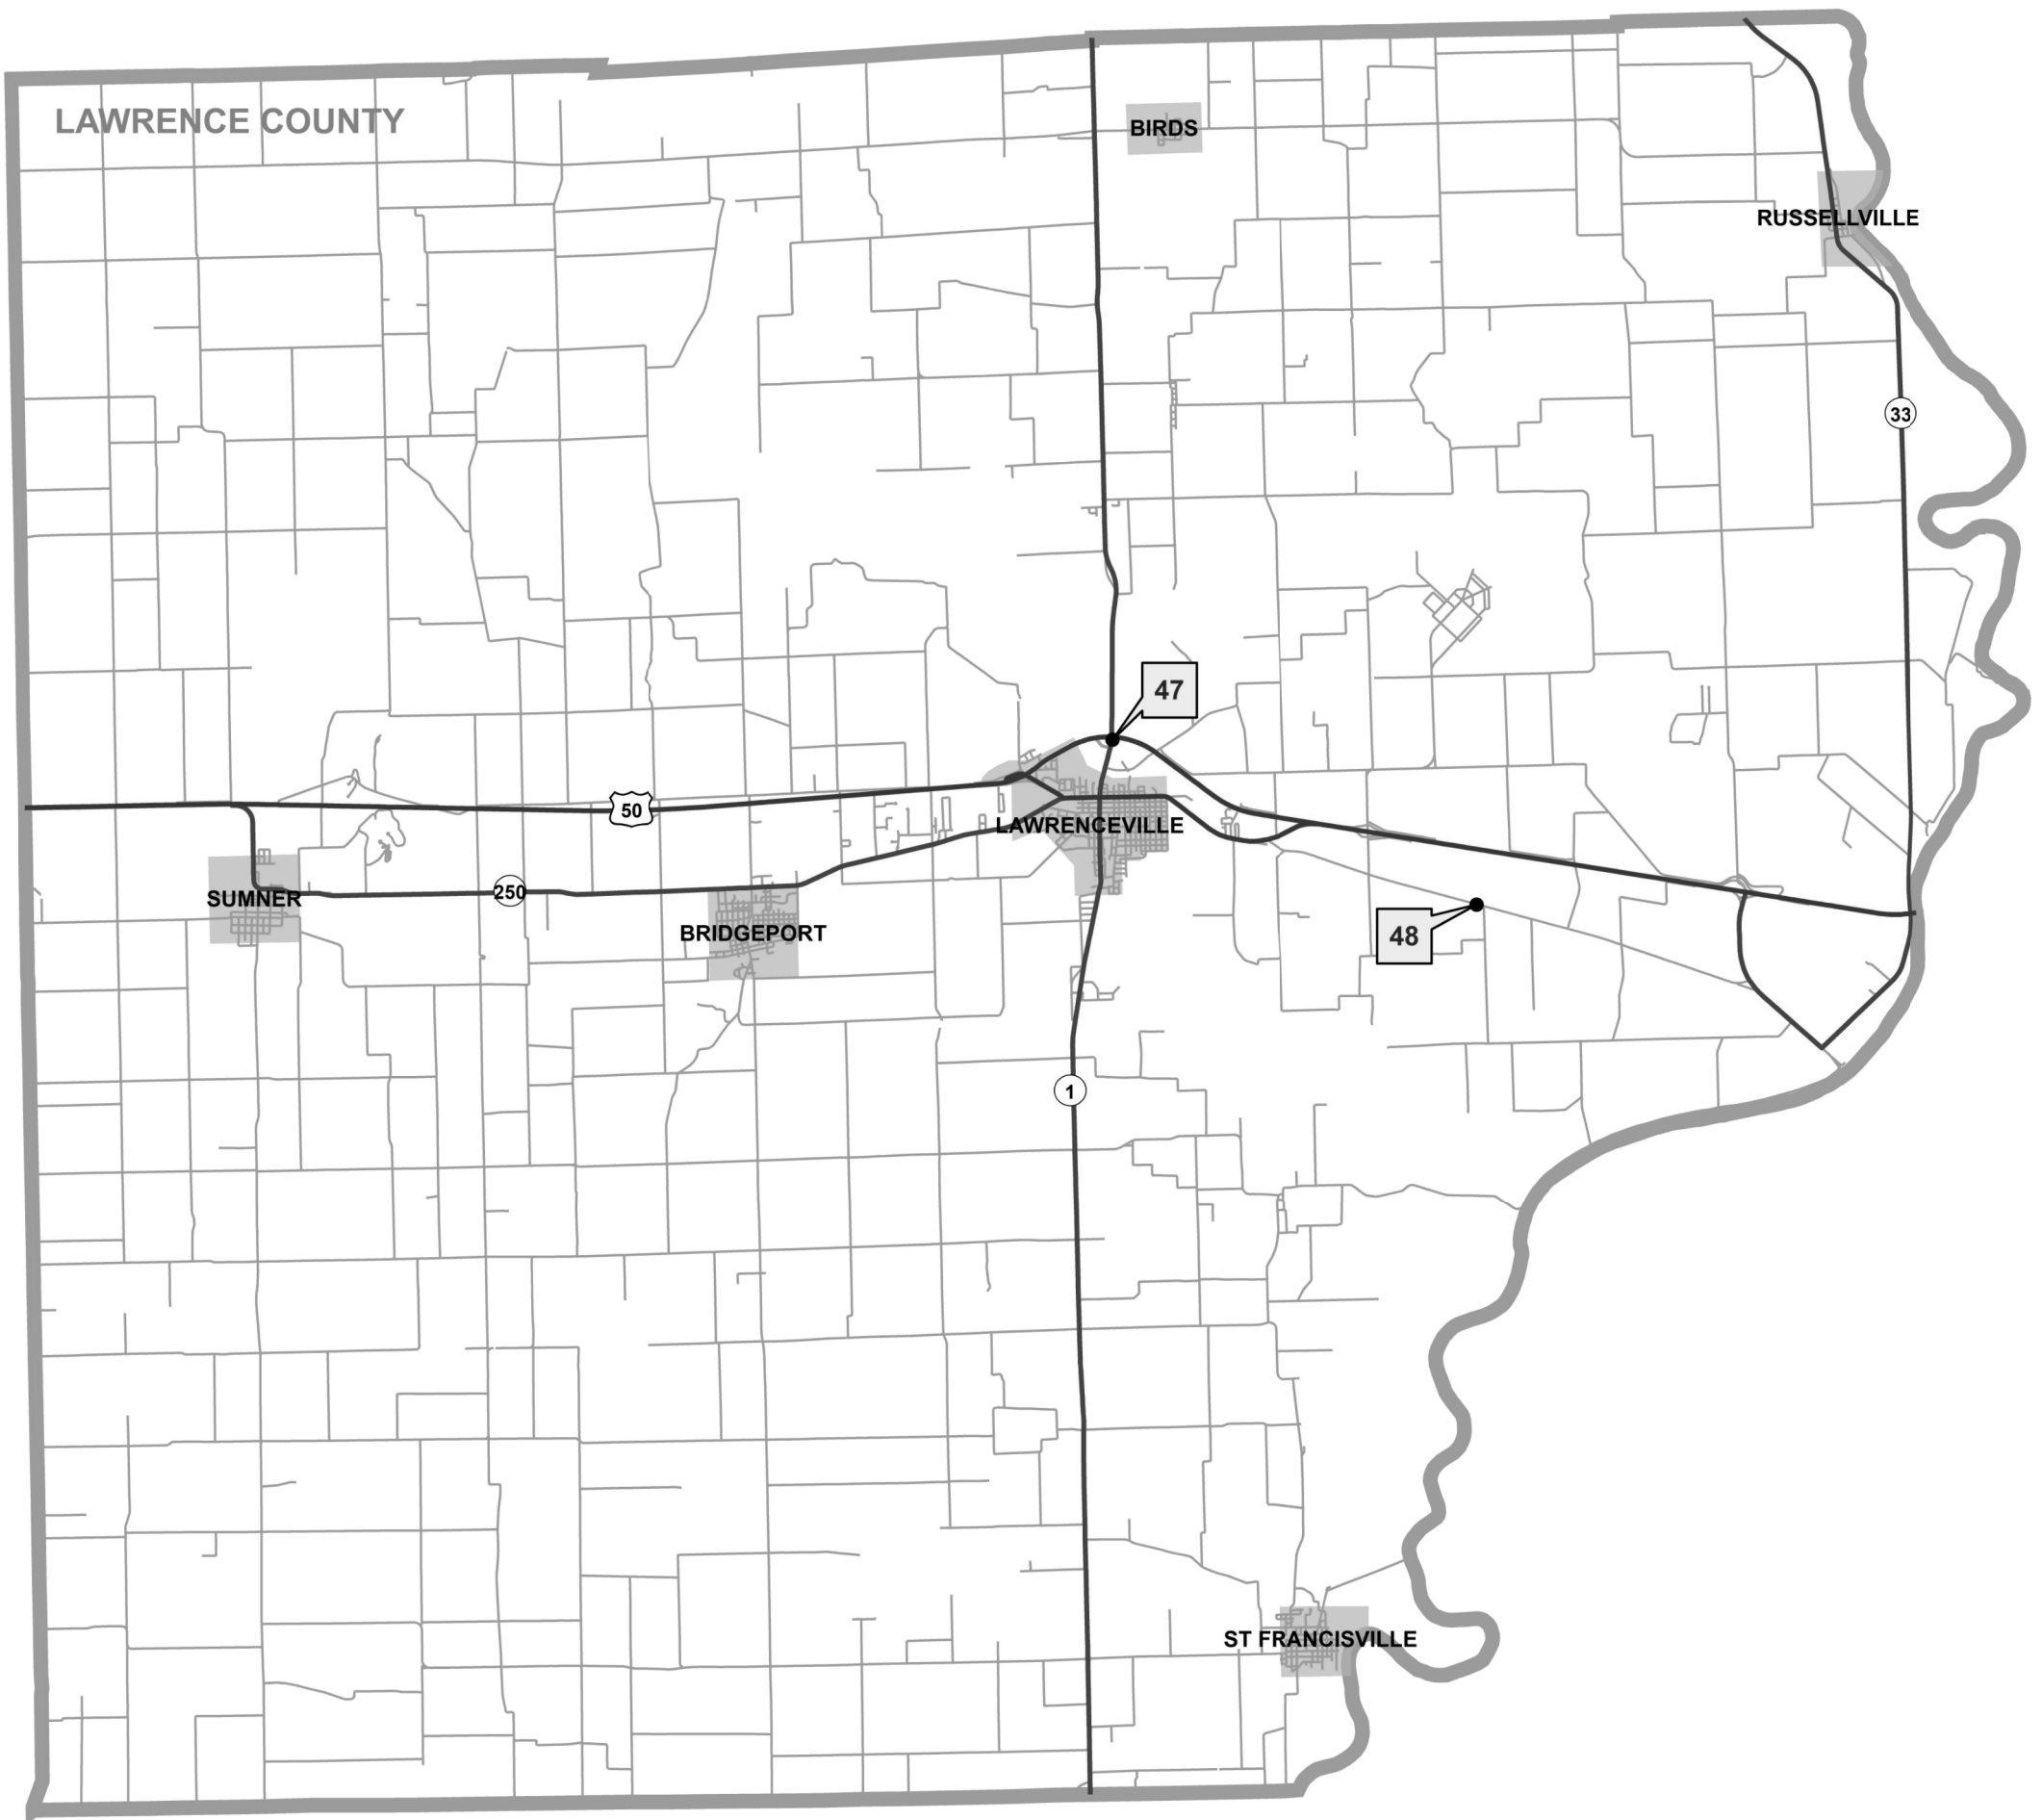 LAWRENCE COUNTY
BIRDS
RUSSELLVILLE
33
47
50
LAWRENCEVILLE
250
SUMNER
BRIDGEPORT
48
1
ST FRANCISVILLE